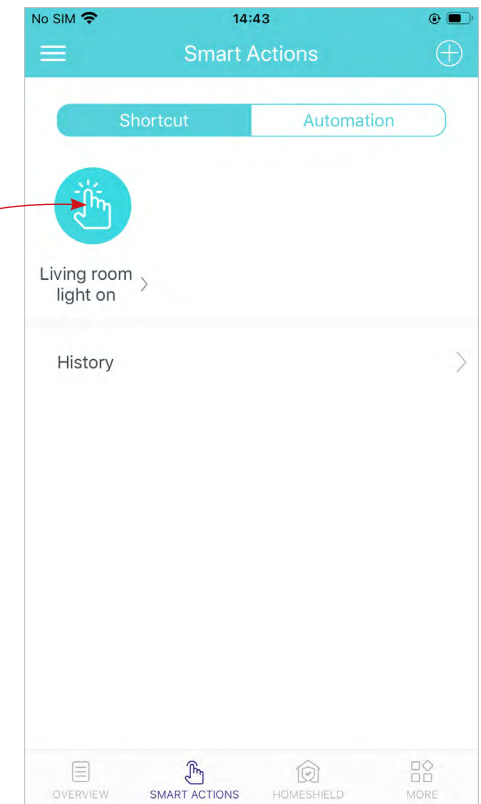 No SIM 14:43
Smart Actions
Shortcut Automation
Living room
light on
History
OVERVIEW SMART ACTIONS HOMESHIELD MORE